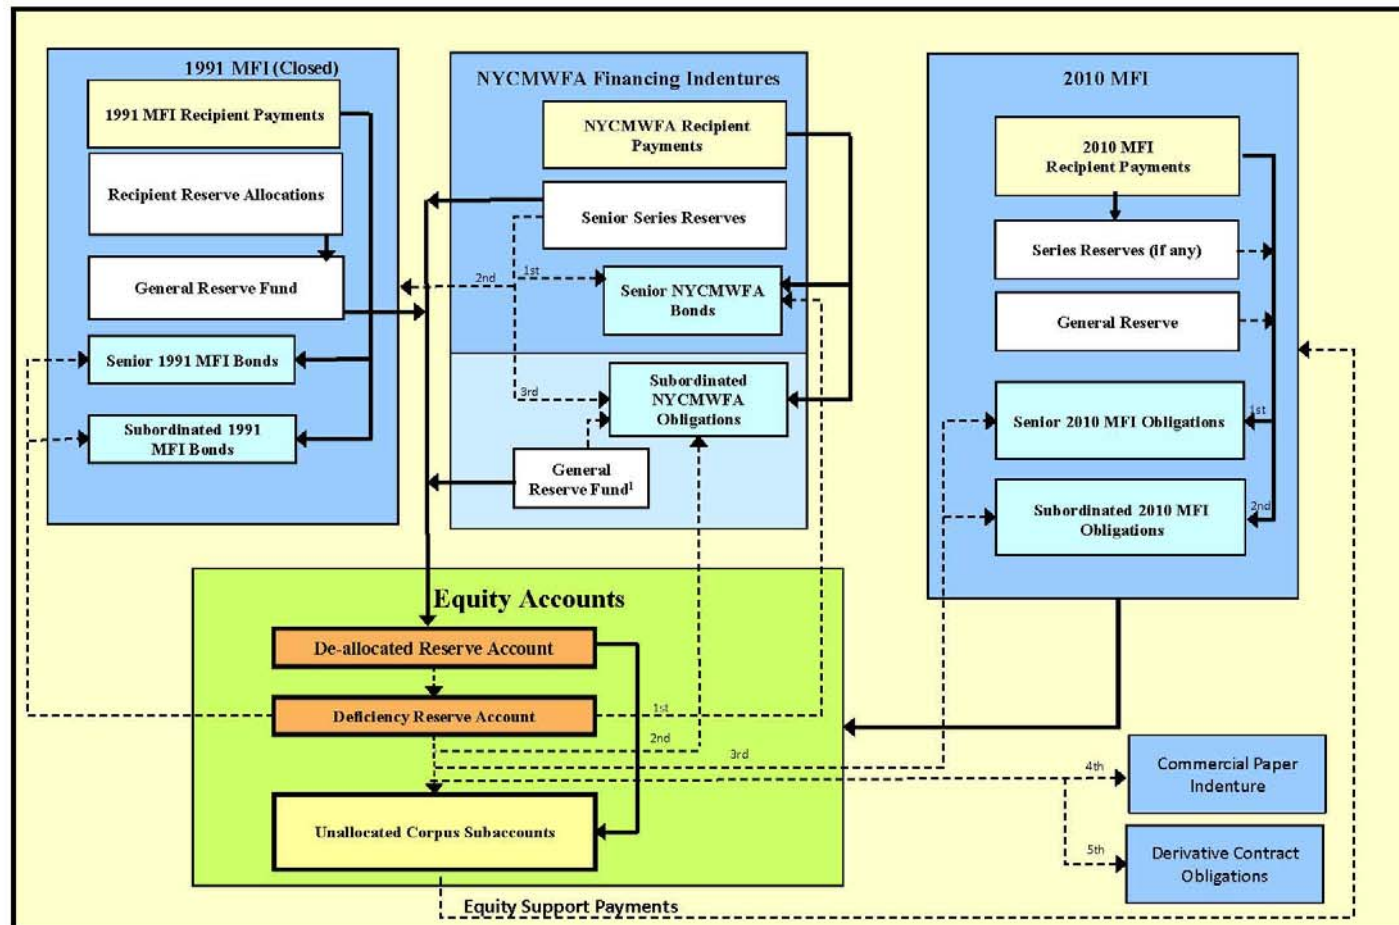 1991 MFI (Closed)
1991 MFI Recipient Payments
Recipient Reserve Allocations
General Reserve Fund
Senior 1991 MFI Bonds
Subordinated 1991
MFI Bonds
NYCMWFA Financing Indentures
NYCMWFA Recipient
Payments
Senior Series Reserves
2nd
1st
Senior NYCMWFA
Bonds
3rd
Subordinated
NYCMWFA
Obligations
General
Reserve Fund¹
2010 MFI
2010 MFI
Recipient Payments
Series Reserves (if any)
General Reserve
Senior 2010 MFI Obligations
1st
Subordinated 2010 MFI
Obligations
2nd
Equity Accounts
De-allocated Reserve Account
Deficiency Reserve Account
1st
2nd
3rd
Unallocated Corpus Subaccounts
4th
Commercial Paper
Indenture
5th
Derivative Contract
Obligations
Equity Support Payments